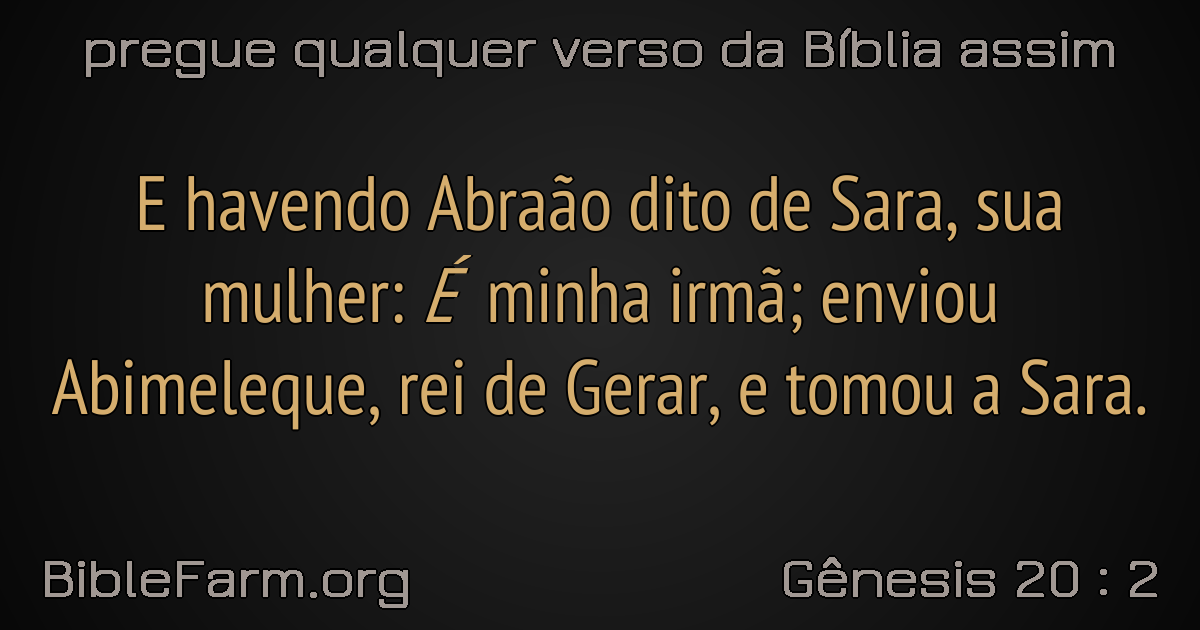 pregue qualquer verso da Bíblia assim
E havendo Abraão dito de Sara, sua
mulher: É minha irmã; enviou
Abimeleque, rei de Gerar, e tomou a Sara.
BibleFarm.org
Gênesis 20 : 2